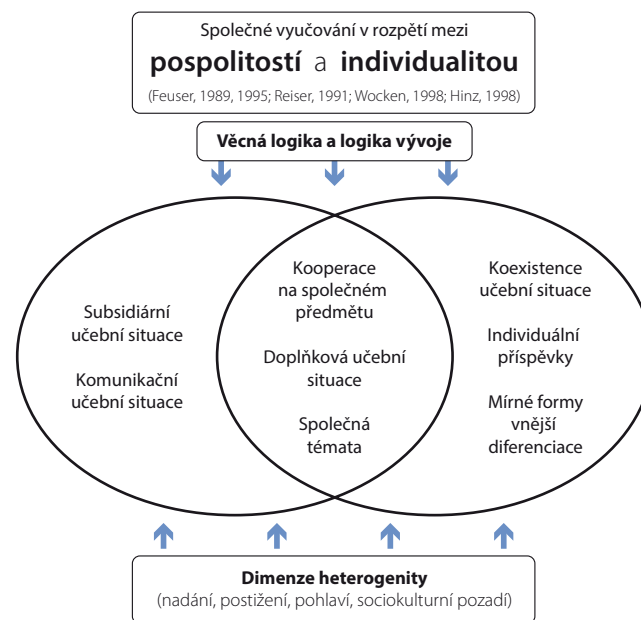 Společné vyučování v rozpětí mezi
pospolitostí a individualitou
(Feuser, 1989, 1995; Reiser, 1991; Wocken, 1998; Hinz, 1998)
Věcná logika a logika vývoje
Subsidiární
učební situace
Komunikační
učební situace
Kooperace
na společném
předmětu
Doplňková učební
situace
Společná
témata
Koexistence
učební situace
Individuální
příspěvky
Mírné formy
vnější
diferenciace
Dimenze heterogenity
(nadání, postižení, pohlaví, sociokulturní pozadí)